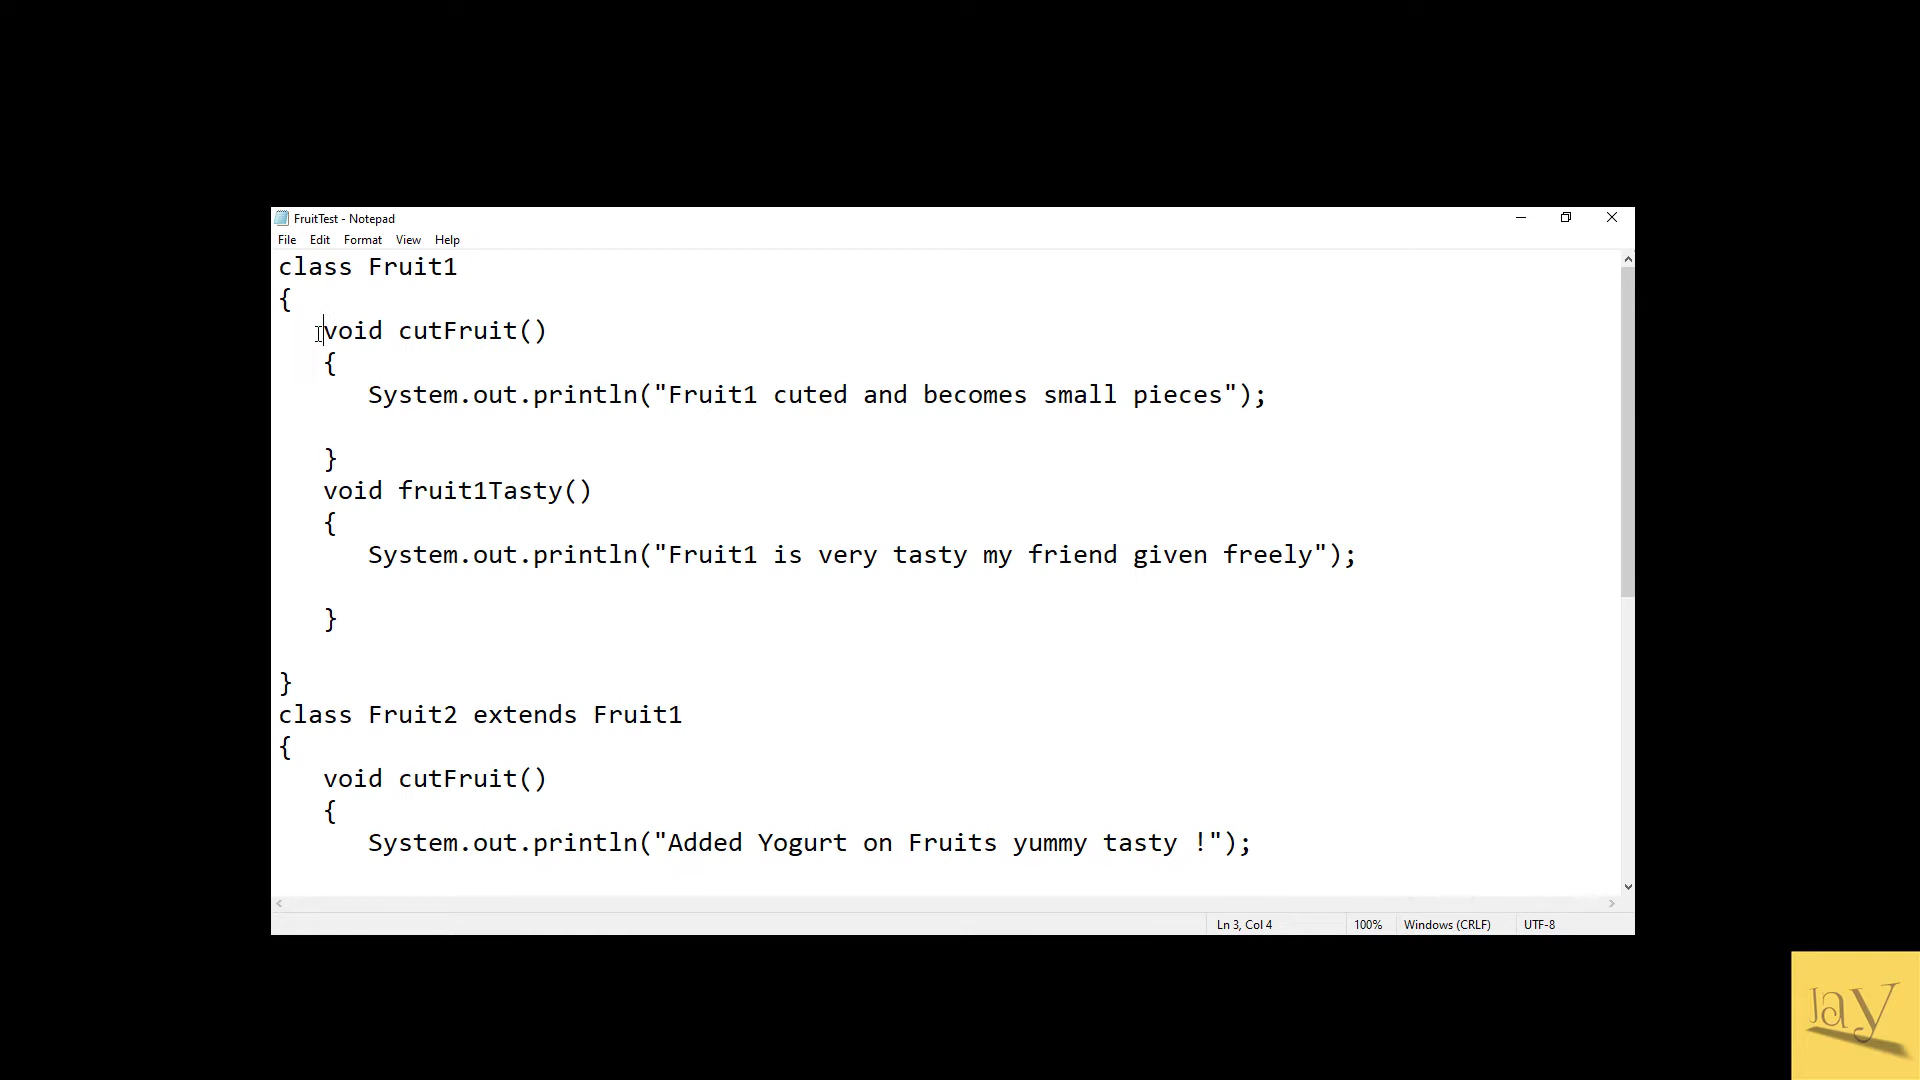 FruitTest - Notepad
File Edit Format View Help
class Fruit1
{
void cutFruit()
{
System.out.println("Fruit1 cuted and becomes small pieces");
}
void fruit1Tasty()
{
System.out.println("Fruit1 is very tasty my friend given freely");
}
}
class Fruit2 extends Fruit1
{
void cutFruit()
{
System.out.println("Added Yogurt on Fruits yummy tasty !");
Ln 3, Col 4 100% Windows (CRLF) UTF-8
Jay